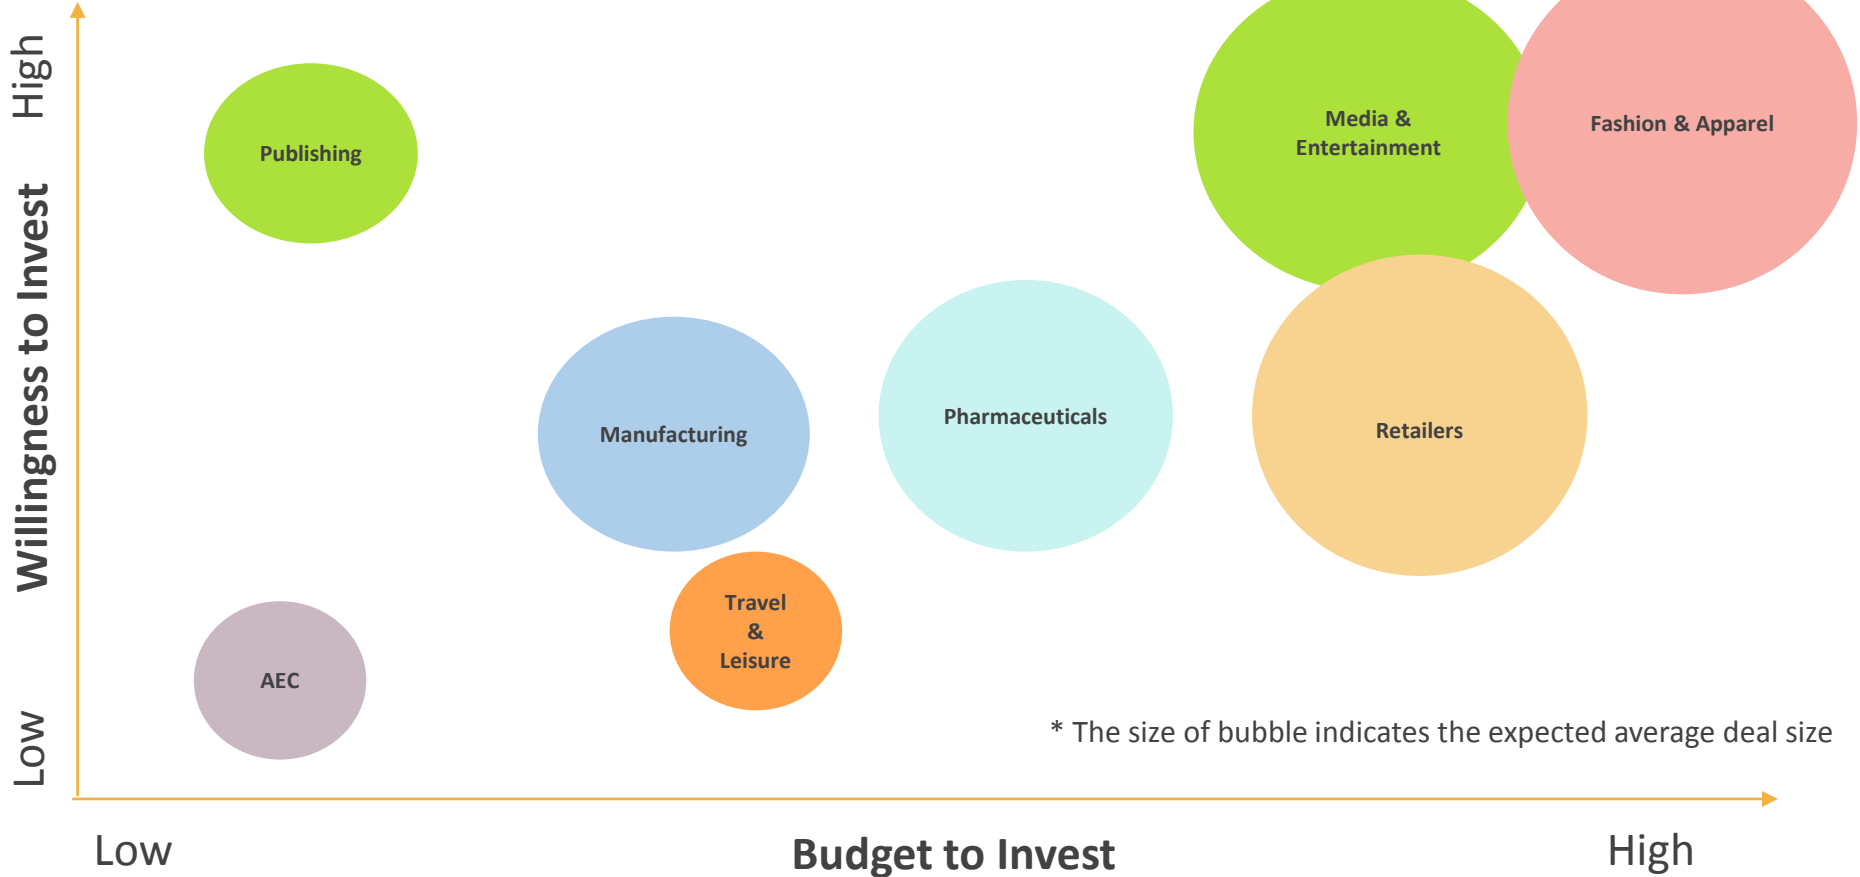 High
Willingness to Invest
Low
Publishing
Media &
Entertainment
Fashion & Apparel
Manufacturing
Pharmaceuticals
Retailers
Travel
&
Leisure
AEC
* The size of bubble indicates the expected average deal size
Low
Budget to Invest
High